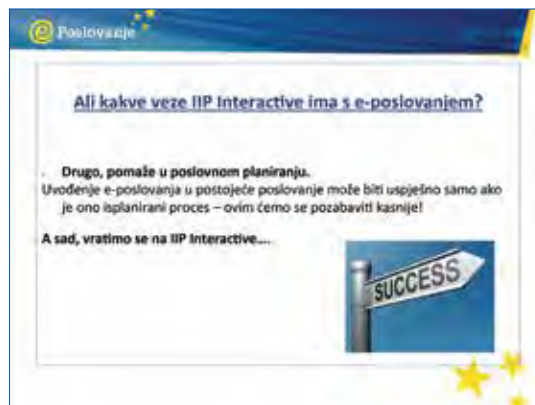 e Poslovanje
Ali kakve veze IIP Interactive ima s e-poslovanjem?
. Drugo, pomaže u poslovnom planiranju.
Uvođenje e-poslovanja u postojeće poslovanje može biti uspješno samo ako
je ono isplanirani proces – ovim ćemo se pozabaviti kasnije!
A sad, vratimo se na IIP Interactive....
SUCCESS